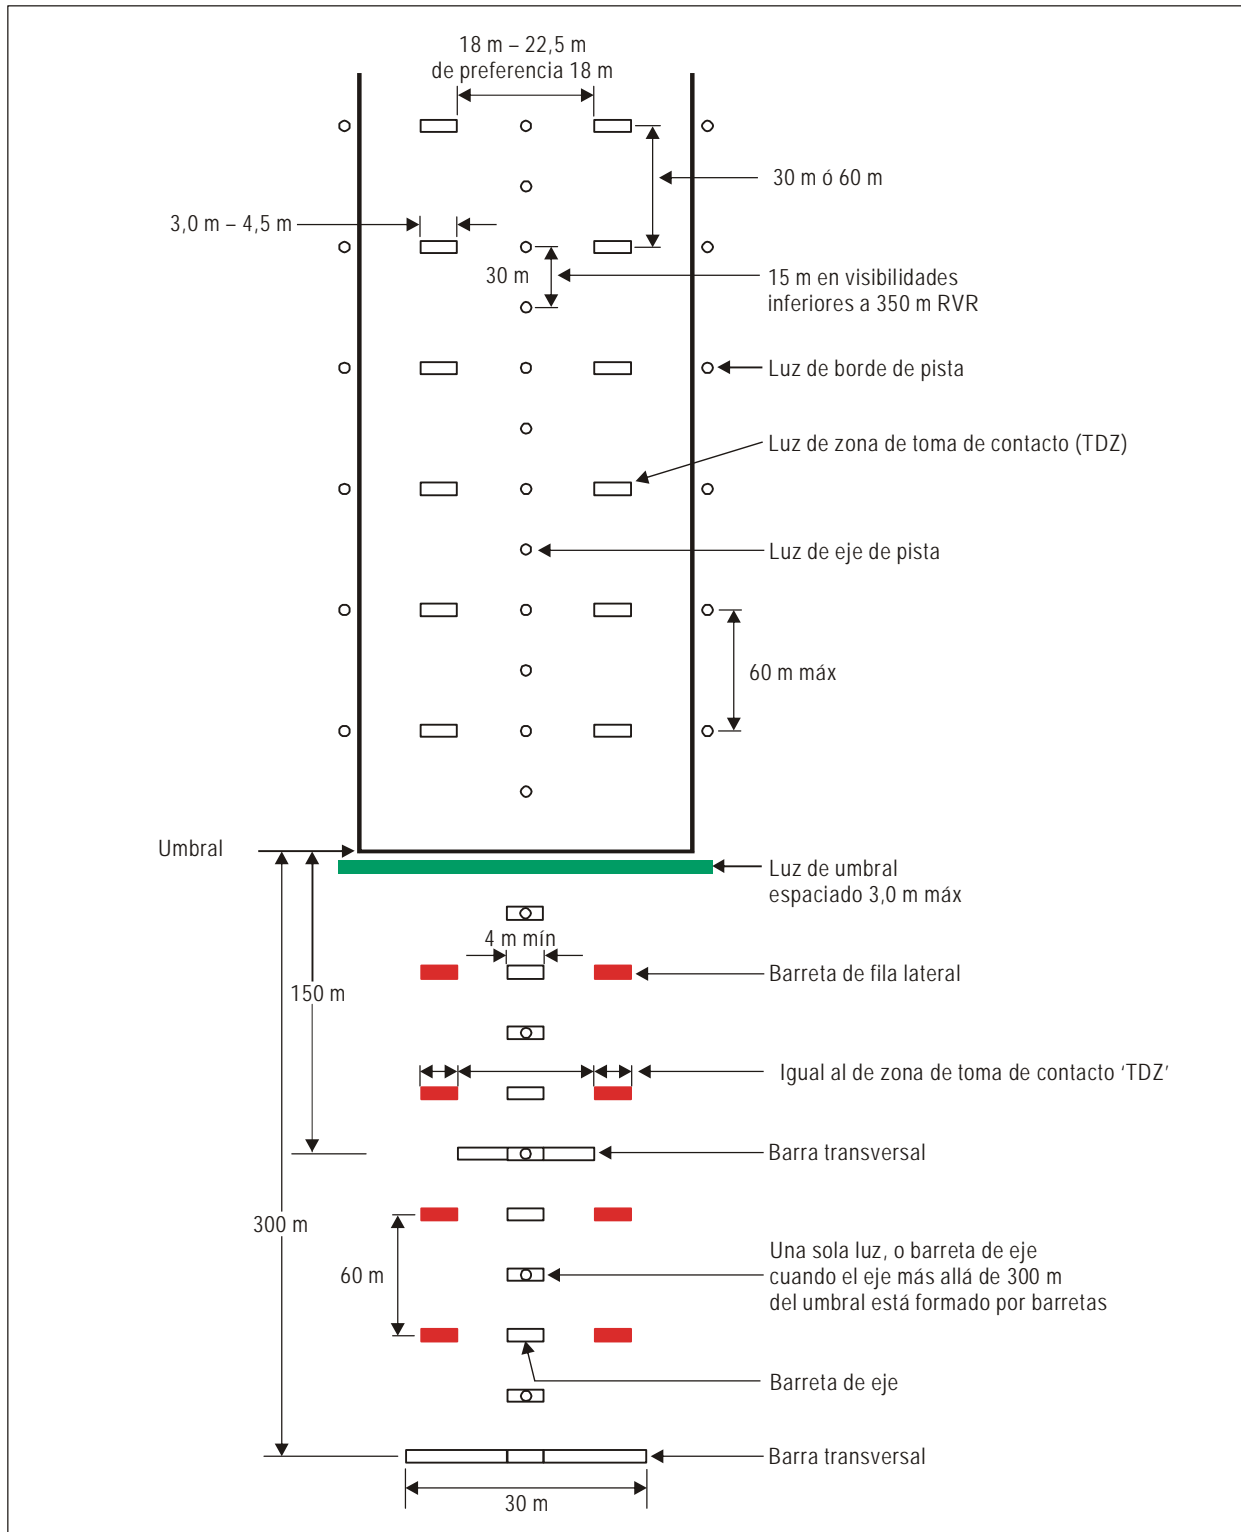 18 m – 22,5 m
de preferencia 18 m
30 m ó 60 m
3,0 m – 4,5 m
30 m
15 m en visibilidades
inferiores a 350 m RVR
Luz de borde de pista
Luz de zona de toma de contacto (TDZ)
Luz de eje de pista
60 m máx
Umbral
Luz de umbral
espaciado 3,0 m máx
4 m mín
Barreta de fila lateral
150 m
Igual al de zona de toma de contacto ‘TDZ’
Barra transversal
300 m
60 m
Una sola luz, o barreta de eje
cuando el eje más allá de 300 m
del umbral está formado por barretas
Barreta de eje
Barra transversal
30 m